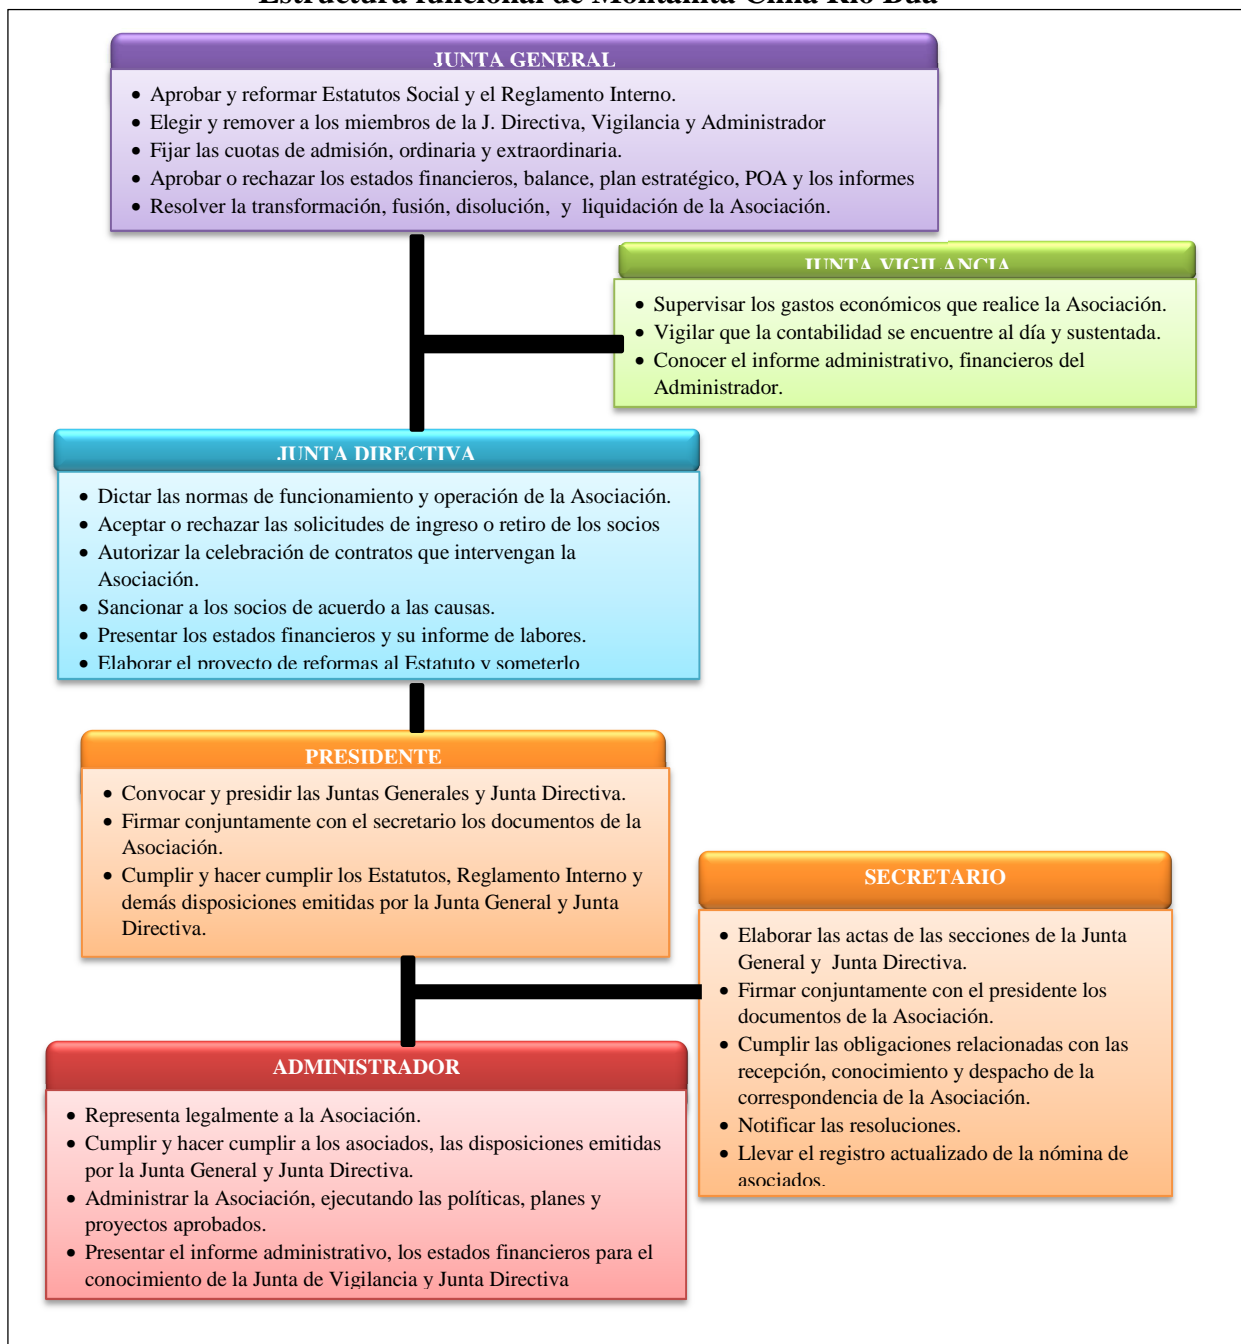 Estructura funcional de Montañita Chila Río Búa
JUNTA GENERAL
• Aprobar y reformar Estatutos Social y el Reglamento Interno.
• Elegir y remover a los miembros de la J. Directiva, Vigilancia y Administrador
• Fijar las cuotas de admisión, ordinaria y extraordinaria.
• Aprobar o rechazar los estados financieros, balance, plan estratégico, POA y los informes
• Resolver la transformación, fusión, disolución, y liquidación de la Asociación.
JUNTA VIGILANCIA
• Supervisar los gastos económicos que realice la Asociación.
• Vigilar que la contabilidad se encuentre al día y sustentada.
• Conocer el informe administrativo, financieros del
Administrador.
JUNTA DIRECTIVA
• Dictar las normas de funcionamiento y operación de la Asociación.
• Aceptar o rechazar las solicitudes de ingreso o retiro de los socios
• Autorizar la celebración de contratos que intervengan la
Asociación.
• Sancionar a los socios de acuerdo a las causas.
• Presentar los estados financieros y su informe de labores.
• Elaborar el proyecto de reformas al Estatuto y someterlo
PRESIDENTE
• Convocar y presidir las Juntas Generales y Junta Directiva.
• Firmar conjuntamente con el secretario los documentos de la
Asociación.
• Cumplir y hacer cumplir los Estatutos, Reglamento Interno y
demás disposiciones emitidas por la Junta General y Junta
Directiva.
SECRETARIO
• Elaborar las actas de las secciones de la Junta
General y Junta Directiva.
• Firmar conjuntamente con el presidente los
documentos de la Asociación.
• Cumplir las obligaciones relacionadas con las
recepción, conocimiento y despacho de la
correspondencia de la Asociación.
• Notificar las resoluciones.
• Llevar el registro actualizado de la nómina de
asociados.
ADMINISTRADOR
• Representa legalmente a la Asociación.
• Cumplir y hacer cumplir a los asociados, las disposiciones emitidas
por la Junta General y Junta Directiva.
• Administrar la Asociación, ejecutando las políticas, planes y
proyectos aprobados.
• Presentar el informe administrativo, los estados financieros para el
conocimiento de la Junta de Vigilancia y Junta Directiva